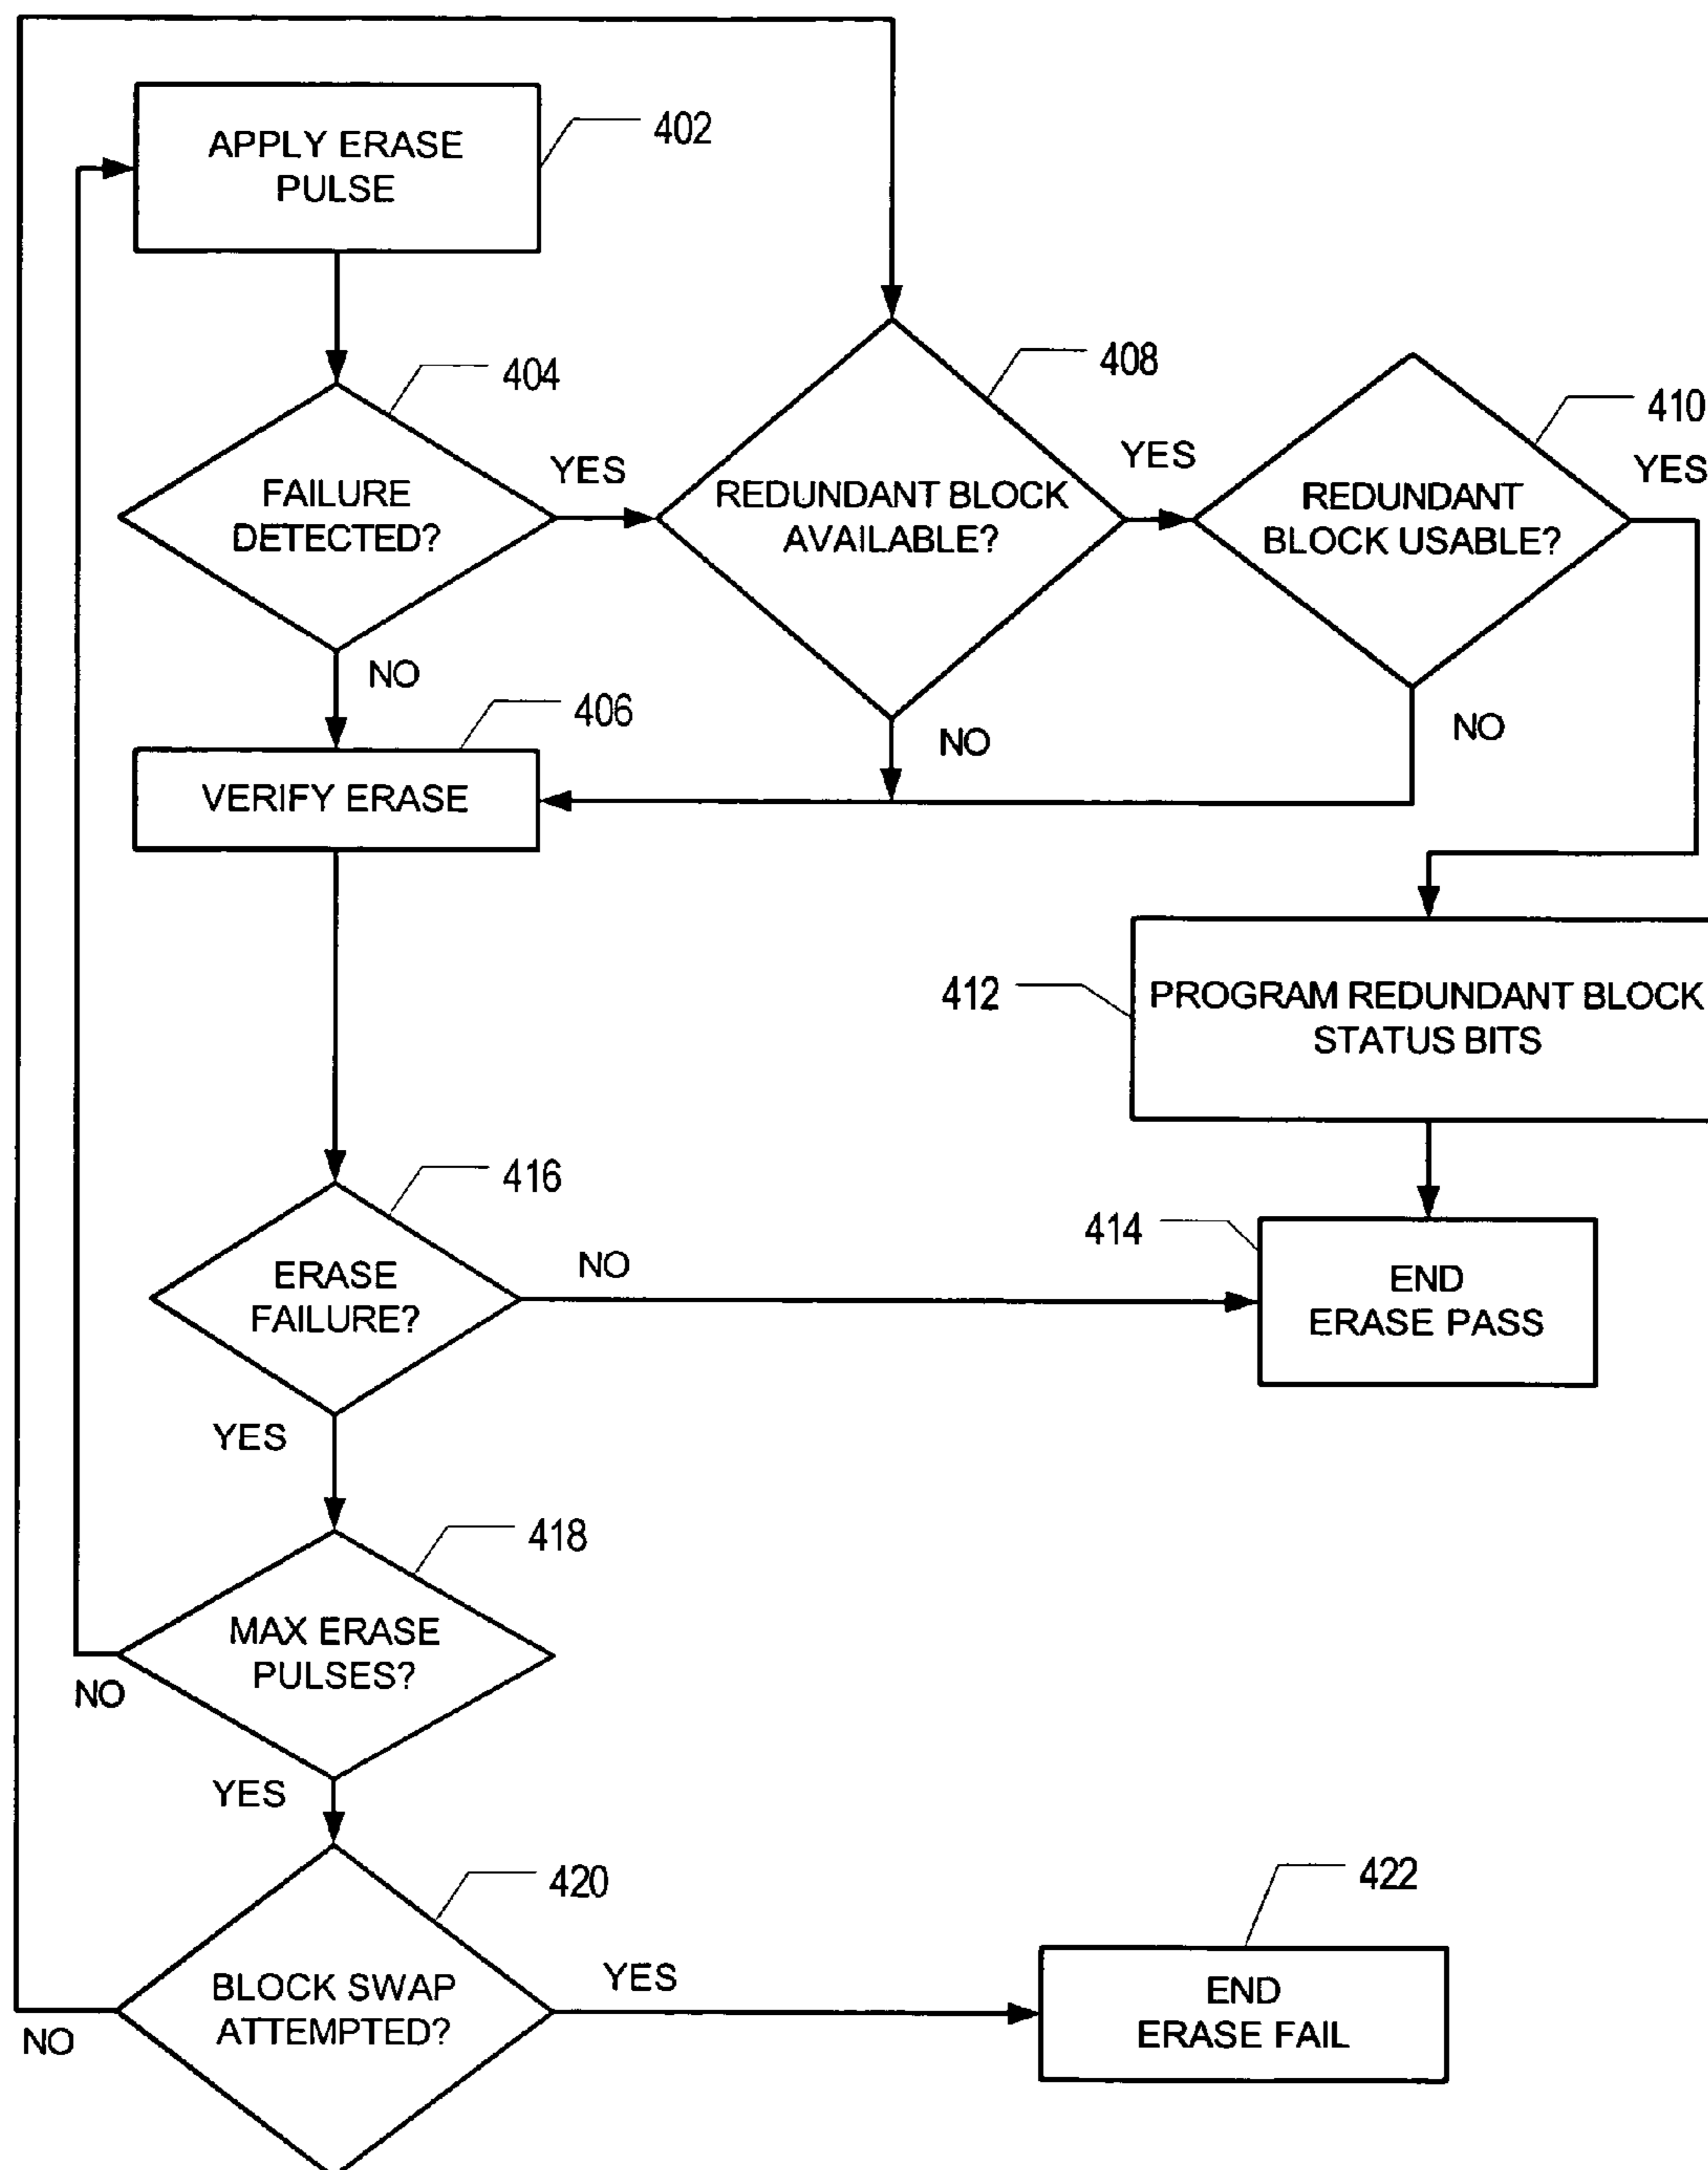 APPLY ERASE
PULSE
402
404
FAILURE
DETECTED?
YES
NO
408
REDUNDANT BLOCK
AVAILABLE?
YES
NO
410
REDUNDANT
BLOCK USABLE?
YES
NO
406
VERIFY ERASE
412
PROGRAM REDUNDANT BLOCK
STATUS BITS
416
ERASE
FAILURE?
NO
YES
414
END
ERASE PASS
418
MAX ERASE
PULSES?
NO
YES
420
BLOCK SWAP
ATTEMPTED?
NO
YES
422
END
ERASE FAIL